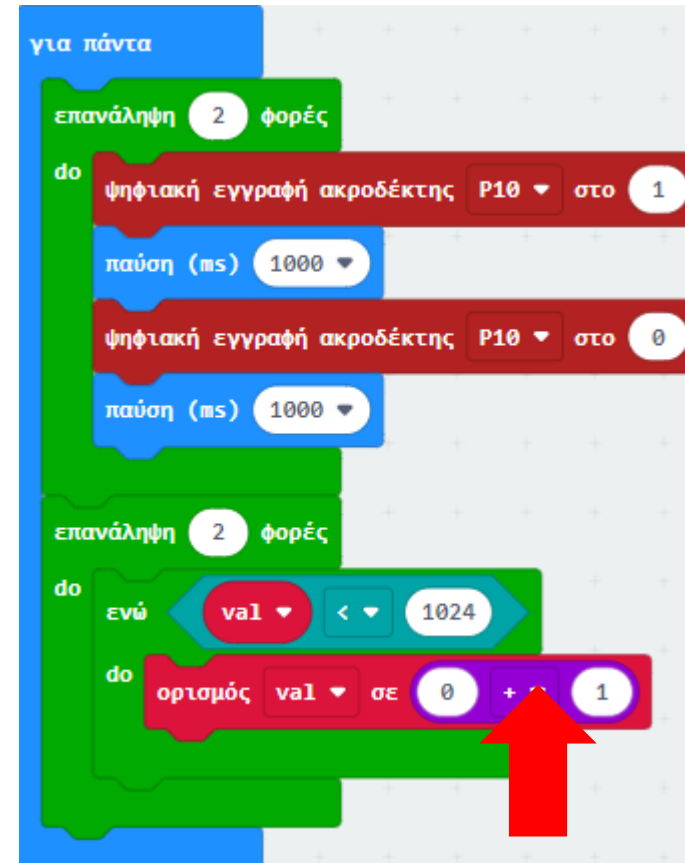 για πάντα
επανάληψη 2 φορές
do
ψηφιακή εγγραφή ακροδέκτης P10 στο 1
παύση (ms) 1000
ψηφιακή εγγραφή ακροδέκτης P10 στο 0
παύση (ms) 1000
επανάληψη 2 φορές
do
ενώ val < 1024
do
ορισμός val σε 0 + 1